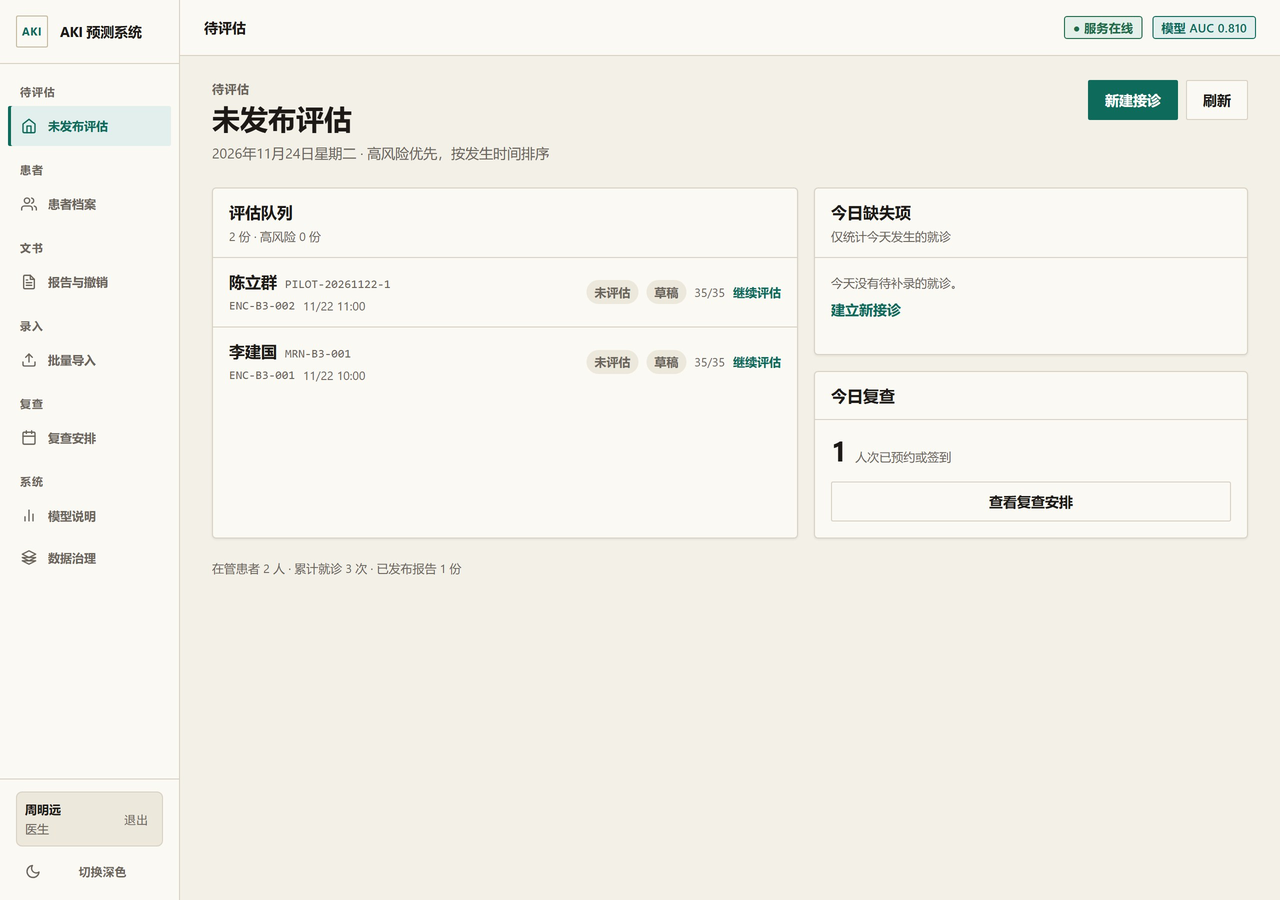 AKI
AKI 预测系统
待评估
未发布评估
患者
患者档案
文书
报告与撤销
录入
批量导入
复查
复查安排
系统
模型说明
数据治理
周明远
医生
退出
切换深色
待评估
● 服务在线
模型 AUC 0.810
待评估
未发布评估
2026年11月24日星期二 · 高风险优先，按发生时间排序
新建接诊
刷新
评估队列
2 份 · 高风险 0 份
陈立群 PILOT-20261122-1
ENC-B3-002 11/22 11:00
未评估 草稿 35/35 继续评估
李建国 MRN-B3-001
ENC-B3-001 11/22 10:00
未评估 草稿 35/35 继续评估
今日缺失项
仅统计今天发生的就诊
今天没有待补录的就诊。
建立新接诊
今日复查
1 人次已预约或签到
查看复查安排
在管患者 2 人 · 累计就诊 3 次 · 已发布报告 1 份